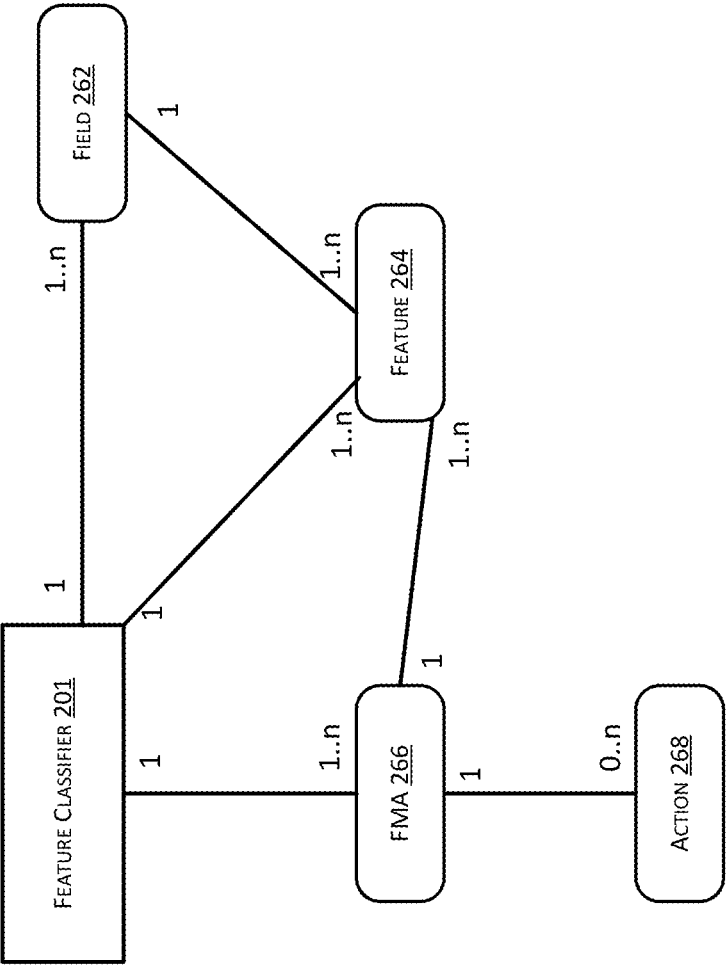 FEATURE CLASSIFIER 201
1
1..n
FIELD 262
1
1
1
1..n
1..n
1..n
FMA 266
FEATURE 264
1
1..n
1
0..n
ACTION 268